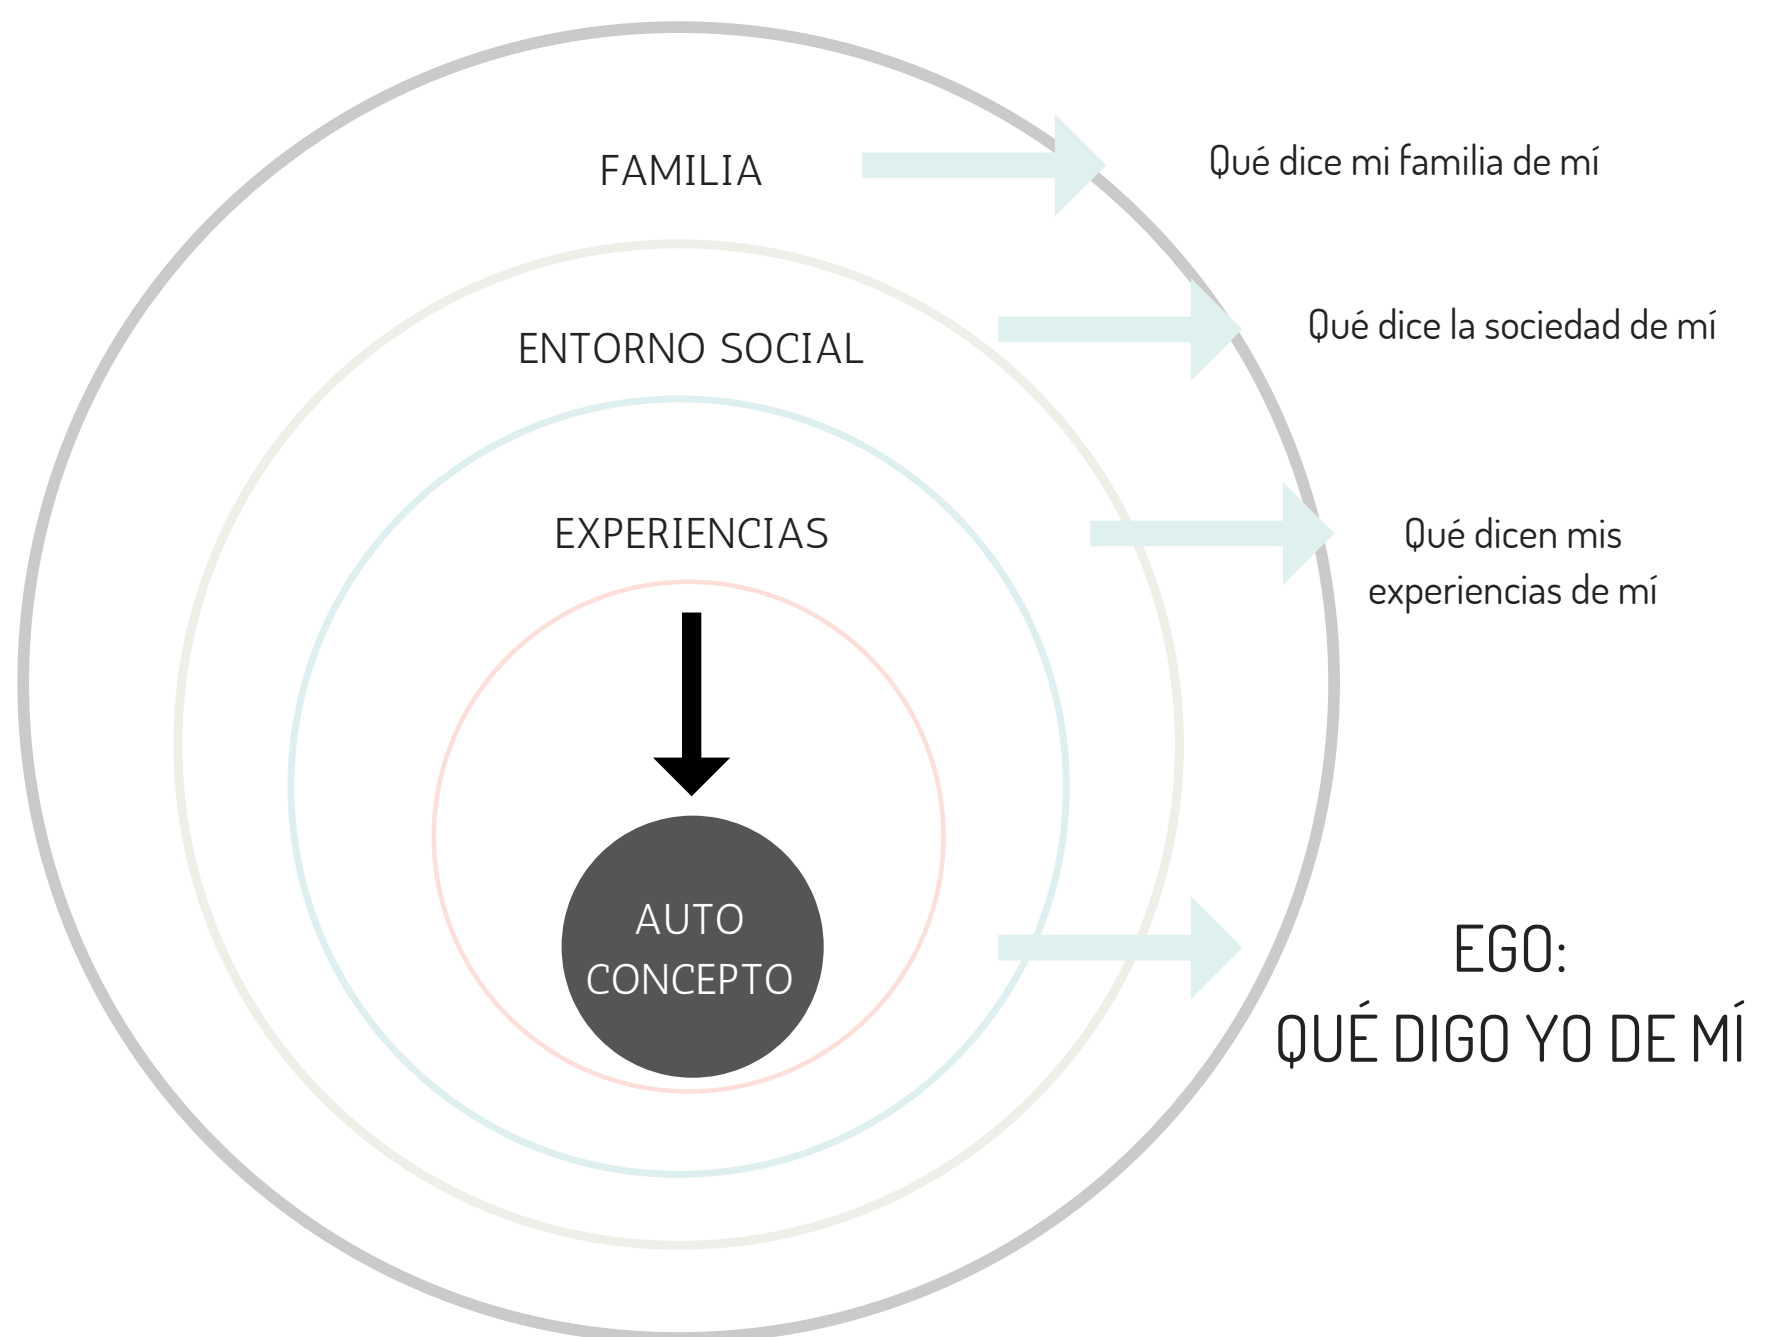 FAMILIA
Qué dice mi familia de mí
ENTORNO SOCIAL
Qué dice la sociedad de mí
EXPERIENCIAS
Qué dicen mis
experiencias de mí
AUTO
CONCEPTO
EGO:
QUÉ DIGO YO DE MÍ